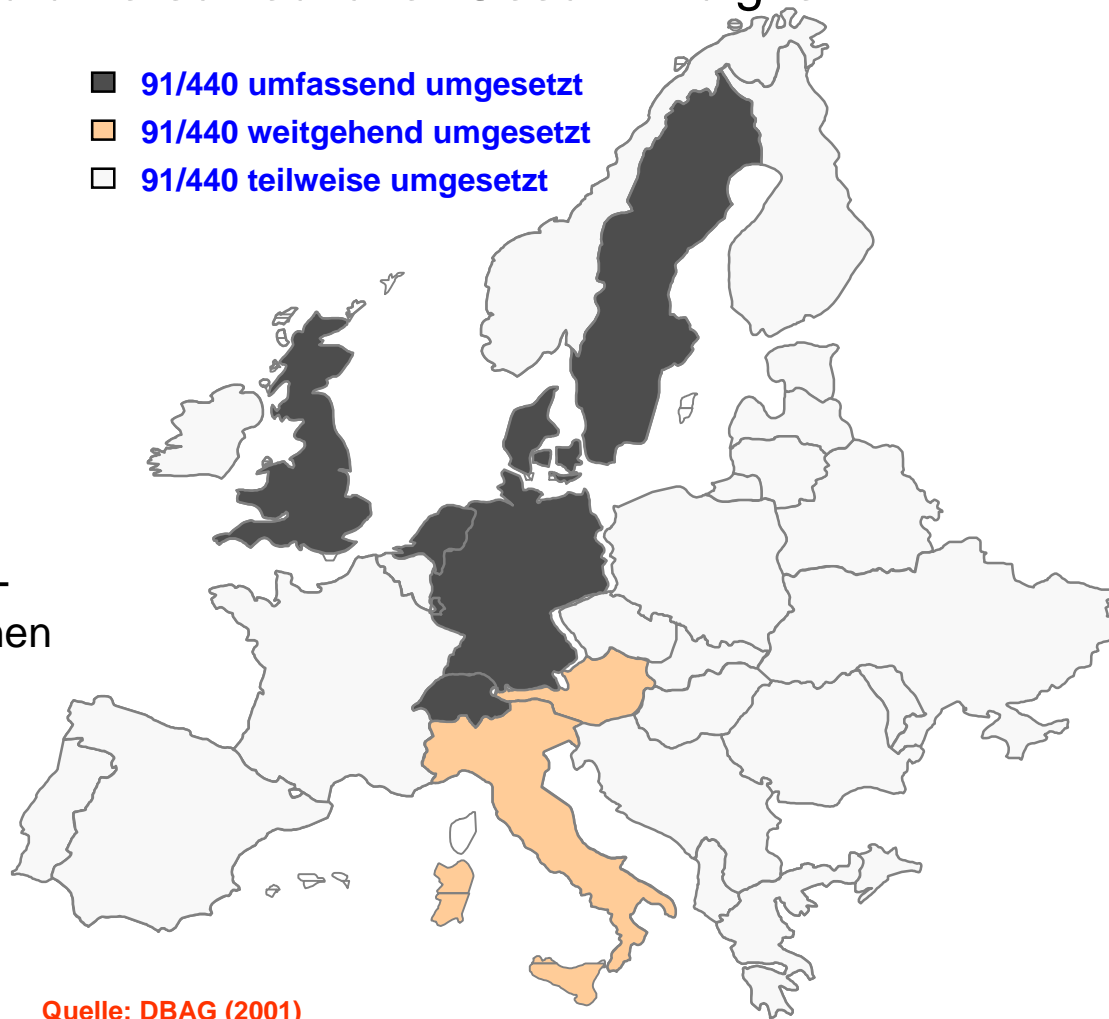 91/440 umfassend umgesetzt
91/440 weitgehend umgesetzt
91/440 teilweise umgesetzt
Quelle: DBAG (2001)